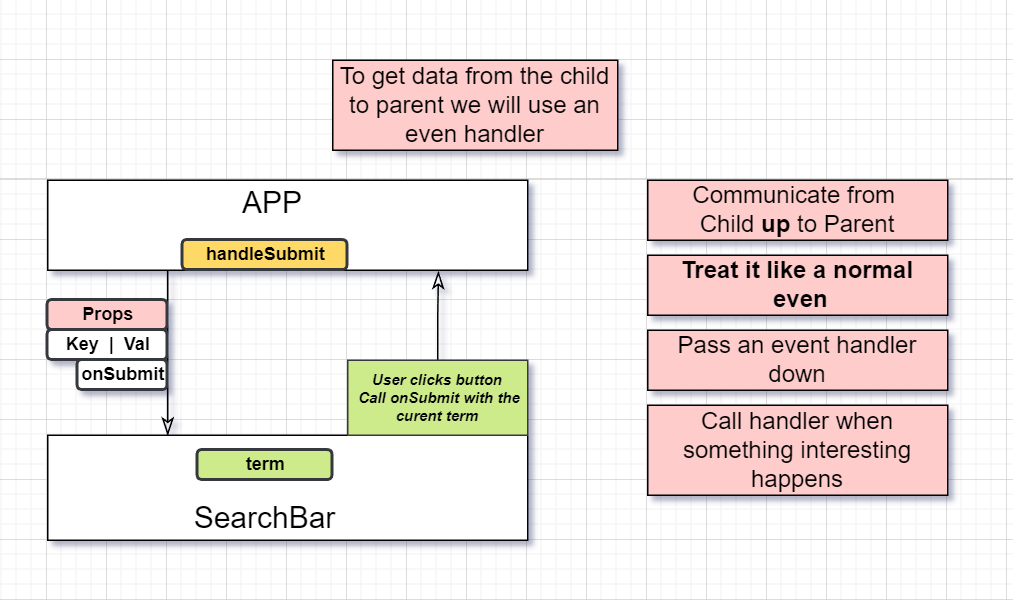 To get data from the child
to parent we will use an
even handler
APP
handleSubmit
Props
Key | Val
onSubmit
User clicks button
Call onSubmit with the
curent term
term
SearchBar
Communicate from
Child up to Parent
Treat it like a normal
even
Pass an event handler
down
Call handler when
something interesting
happens